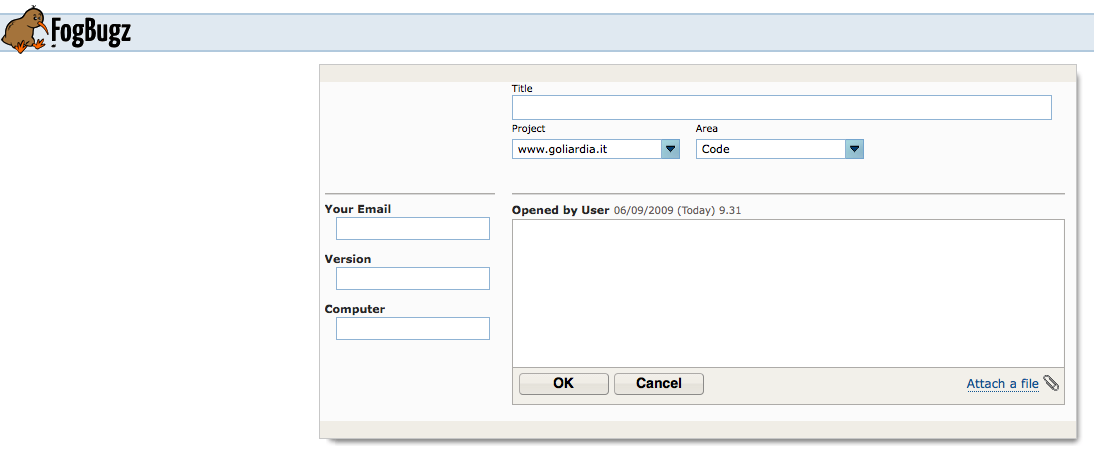 FogBugz
Title
Project
Area
www.goliardia.it
Code
Your Email
Opened by User 06/09/2009 (Today) 9.31
Version
Computer
OK
Cancel
Attach a file